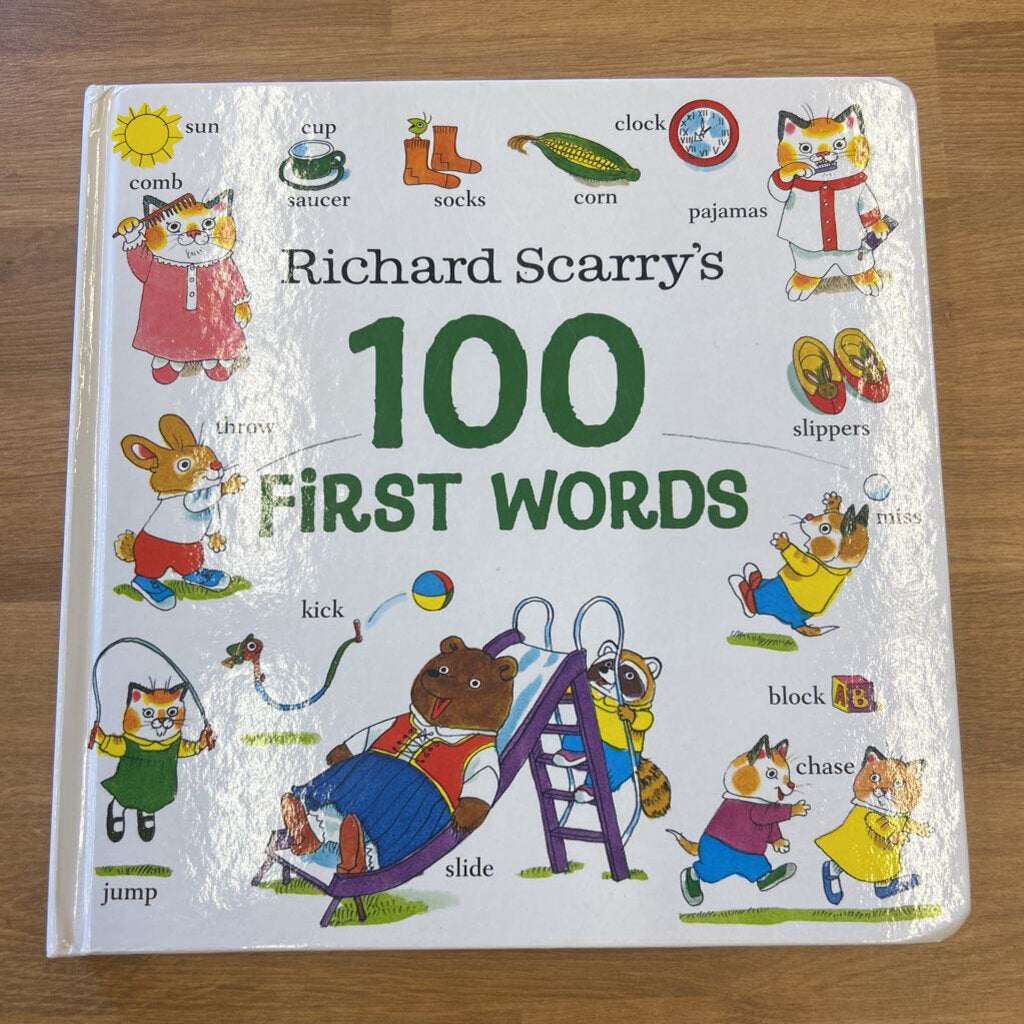 sun
cup
saucer
socks
corn
clock
pajamas
comb
Richard Scarry's
100
FiRST WORDS
slippers
throw
miss
kick
block AB
chase
slide
jump